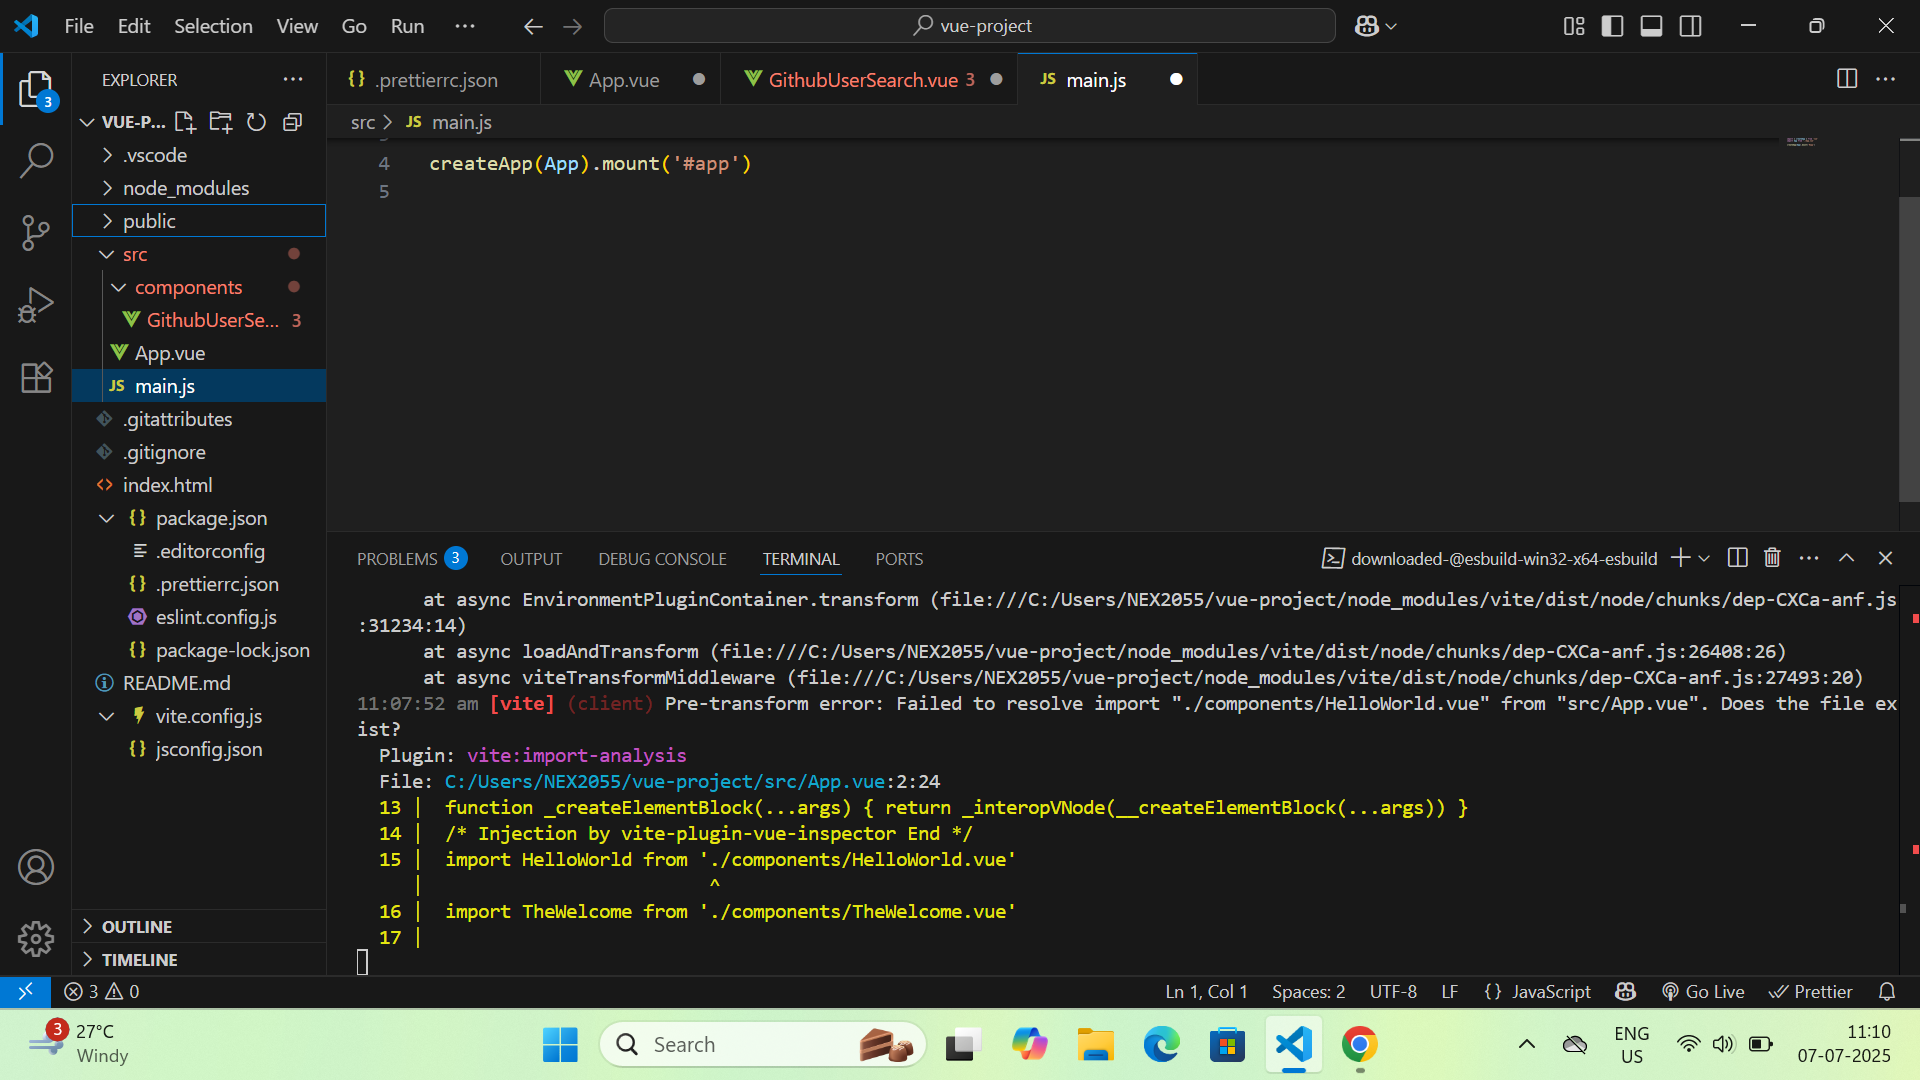 File Edit Selection View Go Run
vue-project
EXPLORER
{} .prettierrc.json
App.vue
GithubUserSearch.vue 3
JS main.js
3
VUE-P...
src > JS main.js
.vscode
node_modules
public
src
components
GithubUserSe... 3
App.vue
JS main.js
.gitattributes
.gitignore
index.html
{} package.json
.editorconfig
{} .prettierrc.json
eslint.config.js
{} package-lock.json
README.md
vite.config.js
{} jsconfig.json
OUTLINE
TIMELINE
4 createApp(App).mount('#app')
5
PROBLEMS 3 OUTPUT DEBUG CONSOLE TERMINAL PORTS
downloaded-@esbuild-win32-x64-esbuild
at async EnvironmentPluginContainer.transform (file:///C:/Users/NEX2055/vue-project/node_modules/vite/dist/node/chunks/dep-CXCa-anf.js
:31234:14)
at async loadAndTransform (file:///C:/Users/NEX2055/vue-project/node_modules/vite/dist/node/chunks/dep-CXCa-anf.js:26408:26)
at async viteTransformMiddleware (file:///C:/Users/NEX2055/vue-project/node_modules/vite/dist/node/chunks/dep-CXCa-anf.js:27493:20)
11:07:52 am [vite] (client) Pre-transform error: Failed to resolve import "./components/HelloWorld.vue" from "src/App.vue". Does the file ex
ist?
Plugin: vite:import-analysis
File: C:/Users/NEX2055/vue-project/src/App.vue:2:24
13 | function _createElementBlock(...args) { return _interopVNode(__createElementBlock(...args)) }
14 | /* Injection by vite-plugin-vue-inspector End */
15 | import HelloWorld from './components/HelloWorld.vue'
| ^
16 | import TheWelcome from './components/TheWelcome.vue'
17 |
3 0
Ln 1, Col 1 Spaces: 2 UTF-8 LF {} JavaScript Go Live Prettier
3
27°C
Windy
Search
ENG
US
11:10
07-07-2025